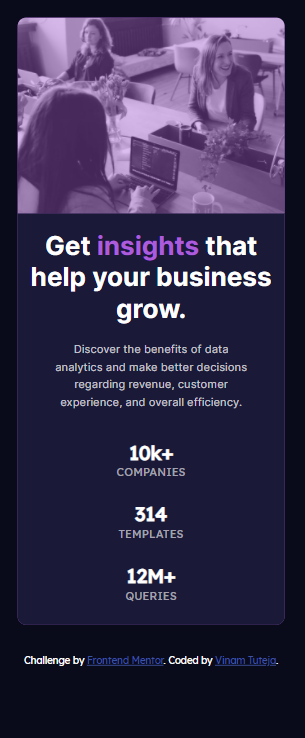 Get insights that
help your business
grow.
Discover the benefits of data
analytics and make better decisions
regarding revenue, customer
experience, and overall efficiency.
10k+
COMPANIES
314
TEMPLATES
12M+
QUERIES
Challenge by Frontend Mentor. Coded by Vinam Tuteja.